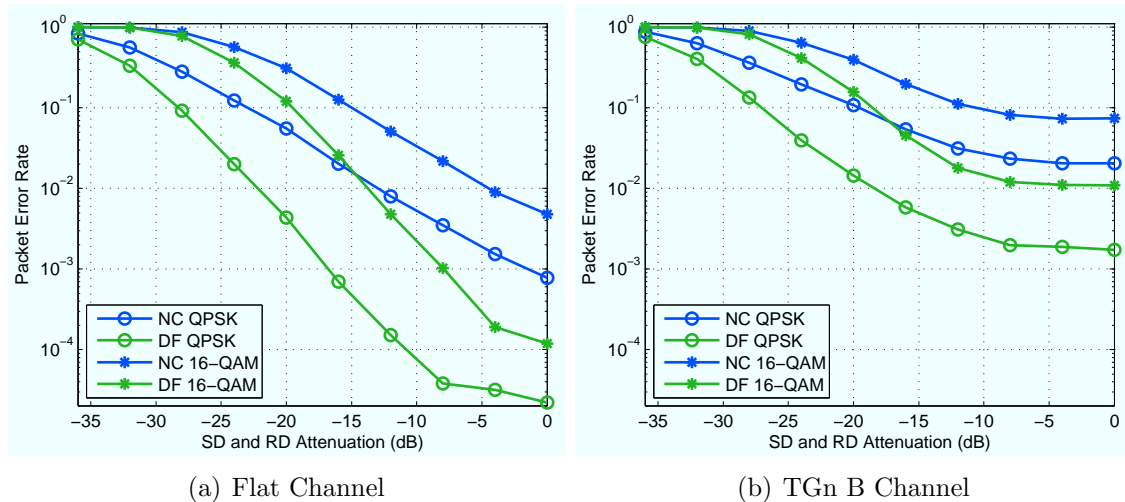 10^0
10^-1
10^-2
10^-3
10^-4
Packet Error Rate
NC QPSK
DF QPSK
NC 16−QAM
DF 16−QAM
−35 −30 −25 −20 −15 −10 −5 0
SD and RD Attenuation (dB)
(a) Flat Channel
10^0
10^-1
10^-2
10^-3
10^-4
Packet Error Rate
NC QPSK
DF QPSK
NC 16−QAM
DF 16−QAM
−35 −30 −25 −20 −15 −10 −5 0
SD and RD Attenuation (dB)
(b) TGn B Channel